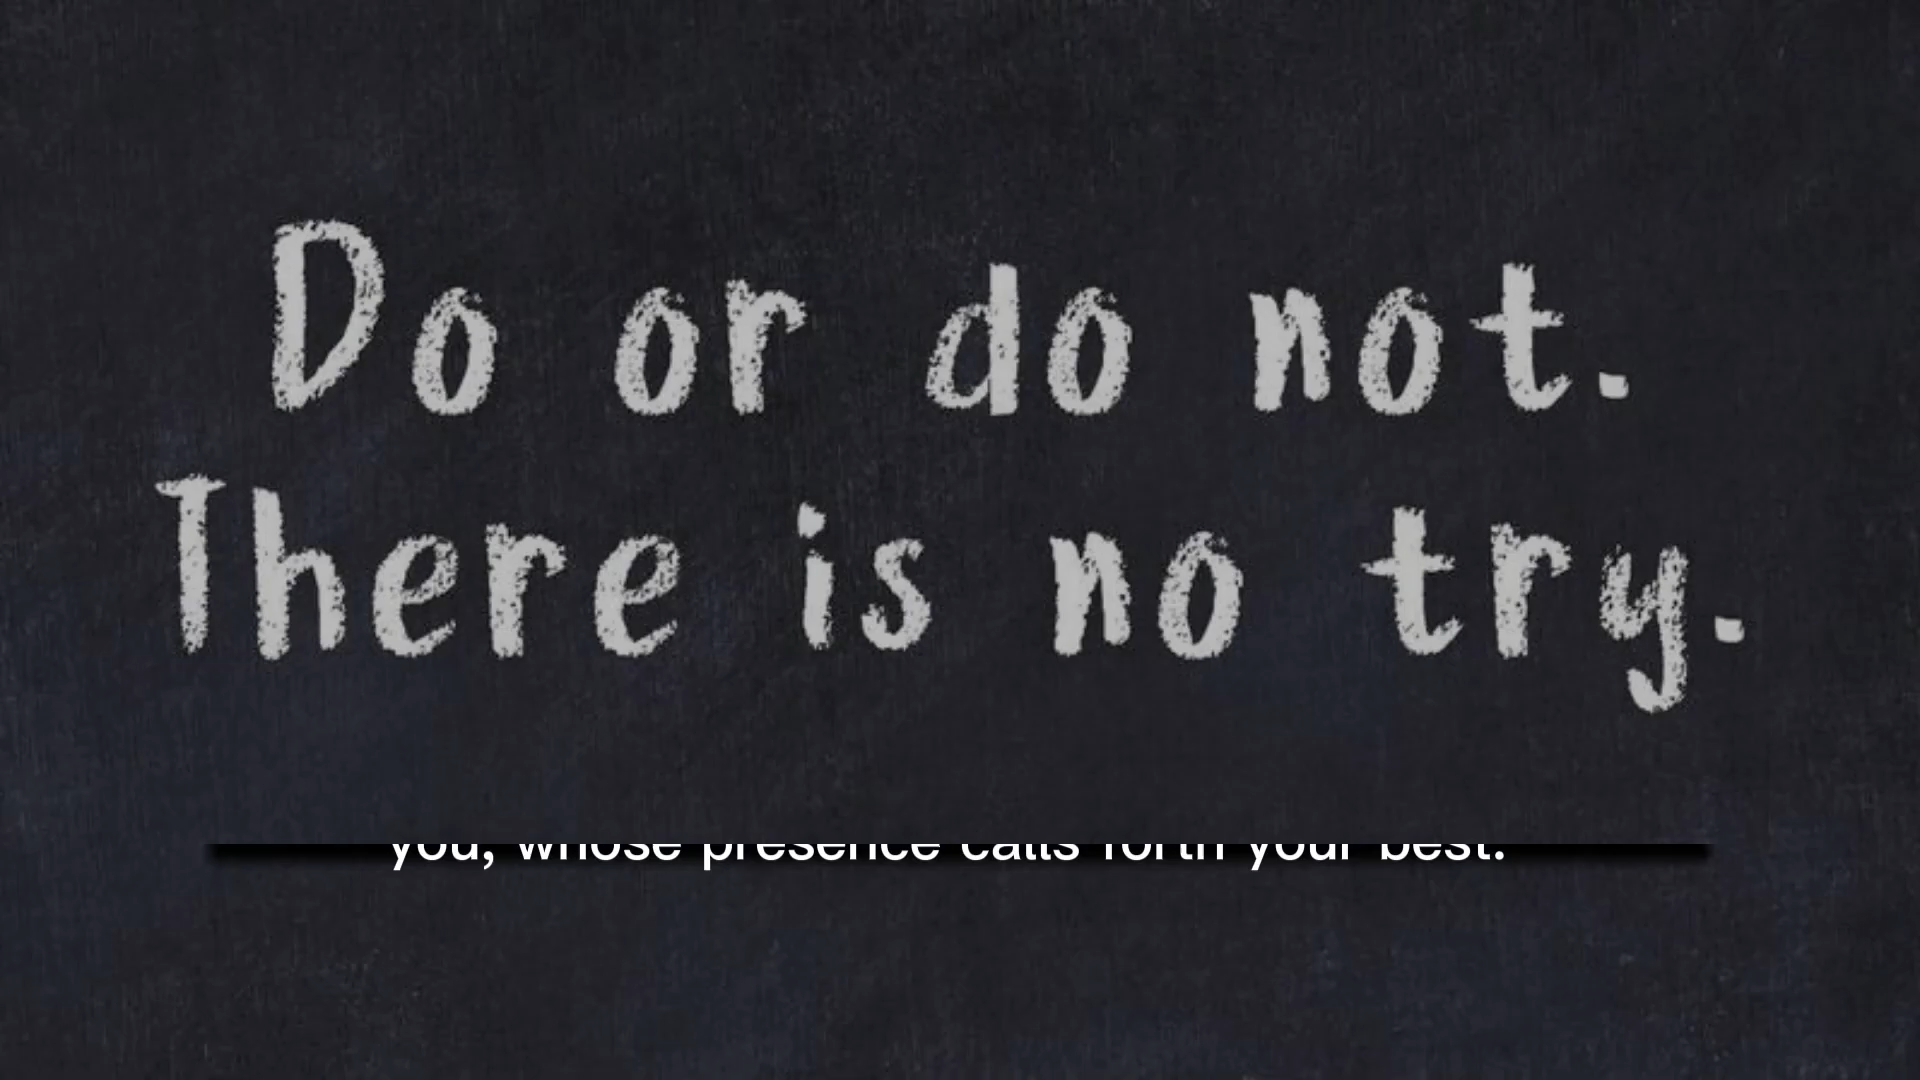 Do or do not.
There is no try.
you, whose presence calls forth your best.